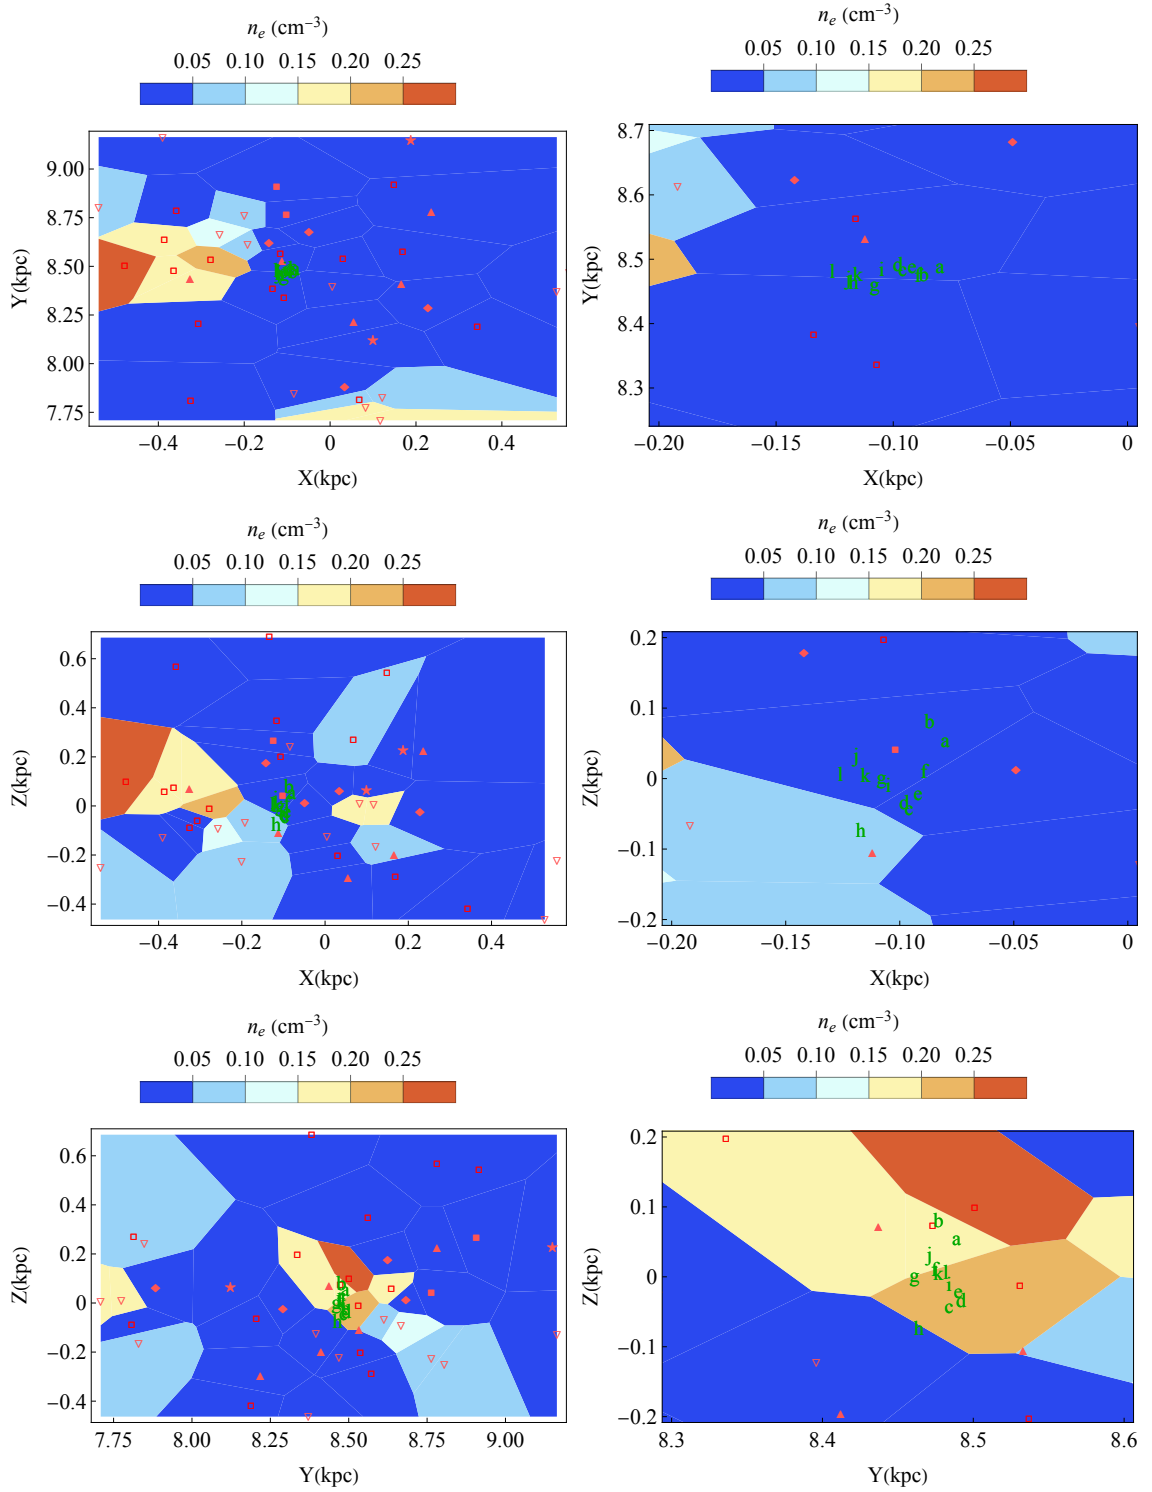 n_e (cm⁻³)
0.05 0.10 0.15 0.20 0.25
n_e (cm⁻³)
0.05 0.10 0.15 0.20 0.25
Y(kpc)
9.00
8.75
8.50
8.25
8.00
7.75
−0.4 −0.2 0 0.2 0.4
X(kpc)
Y(kpc)
8.7
8.6
8.5
8.4
8.3
l k i d c e b a g
−0.20 −0.15 −0.10 −0.05 0
X(kpc)
n_e (cm⁻³)
0.05 0.10 0.15 0.20 0.25
n_e (cm⁻³)
0.05 0.10 0.15 0.20 0.25
Z(kpc)
0.6
0.4
0.2
0
−0.2
−0.4
b
h
−0.4 −0.2 0 0.2 0.4
X(kpc)
Z(kpc)
0.2
0.1
0
−0.1
−0.2
b
a
j
l k g i f
e
d c
h
−0.20 −0.15 −0.10 −0.05 0
X(kpc)
n_e (cm⁻³)
0.05 0.10 0.15 0.20 0.25
n_e (cm⁻³)
0.05 0.10 0.15 0.20 0.25
Z(kpc)
0.6
0.4
0.2
0
−0.2
−0.4
7.75 8.00 8.25 8.50 8.75 9.00
Y(kpc)
Z(kpc)
0.2
0.1
0
−0.1
−0.2
b
a
j
f
g k l
i e
c d
h
8.3 8.4 8.5 8.6
Y(kpc)